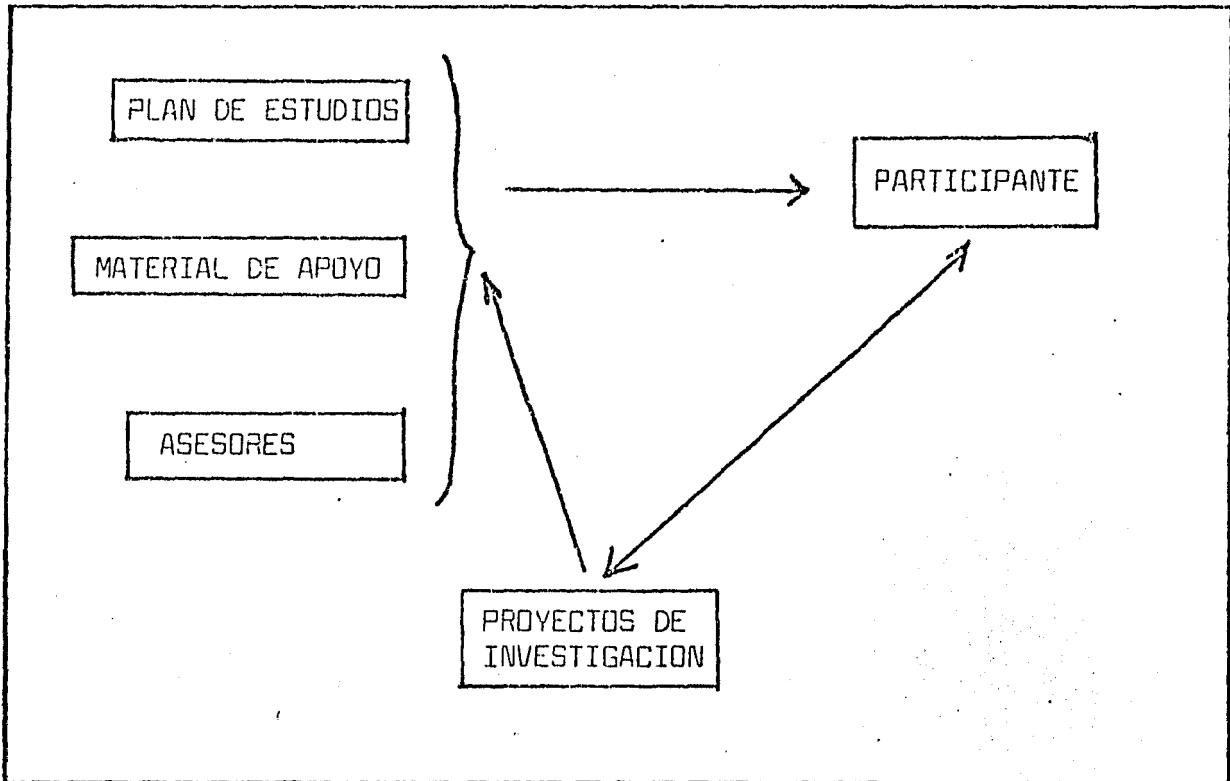 PLAN DE ESTUDIOS
PARTICIPANTE
MATERIAL DE APOYO
ASESORES
PROYECTOS DE
INVESTIGACION